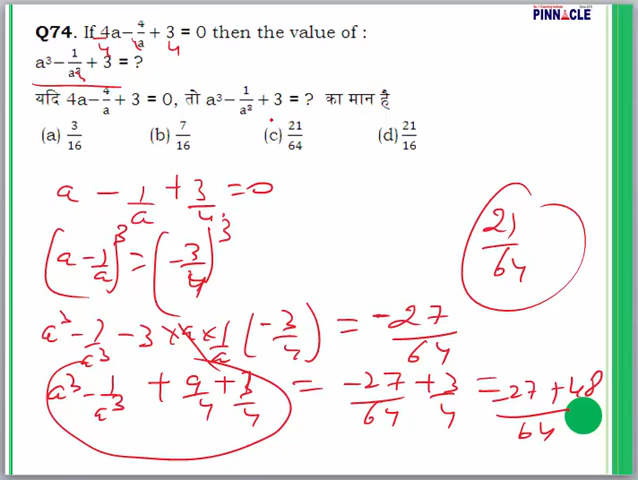 PINNACLE
Q74. If 4a − 4/a + 3 = 0 then the value of :
4 4
a³ − 1/a³ + 3 = ?
यदि 4a − 4/a + 3 = 0, तो a³ − 1/a³ + 3 = ? का मान है
(a) 3/16 (b) 7/16 (c) 21/64 (d) 21/16
a − 1/a + 3/4 = 0
(a − 1/a)³ = (−3/4)³
21/64
a³ − 1/a³ − 3 × a × 1/a (−3/4) = −27/64
a³ − 1/a³ + 9/4 + 3/4 = −27/64 + 3/4 = −27 + 48/64